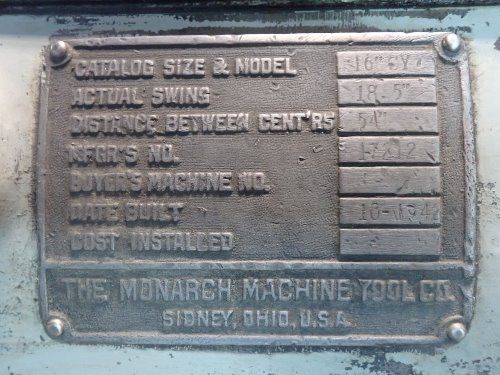 CATALOG SIZE & MODEL 16" CY
ACTUAL SWING 18-5"
DISTANCE BETWEEN CENT'RS 54"
MFGR'S NO.
BUYER'S MACHINE NO.
DATE BUILT
COST INSTALLED
THE MONARCH MACHINE TOOL CO.
SIDNEY, OHIO, U.S.A.